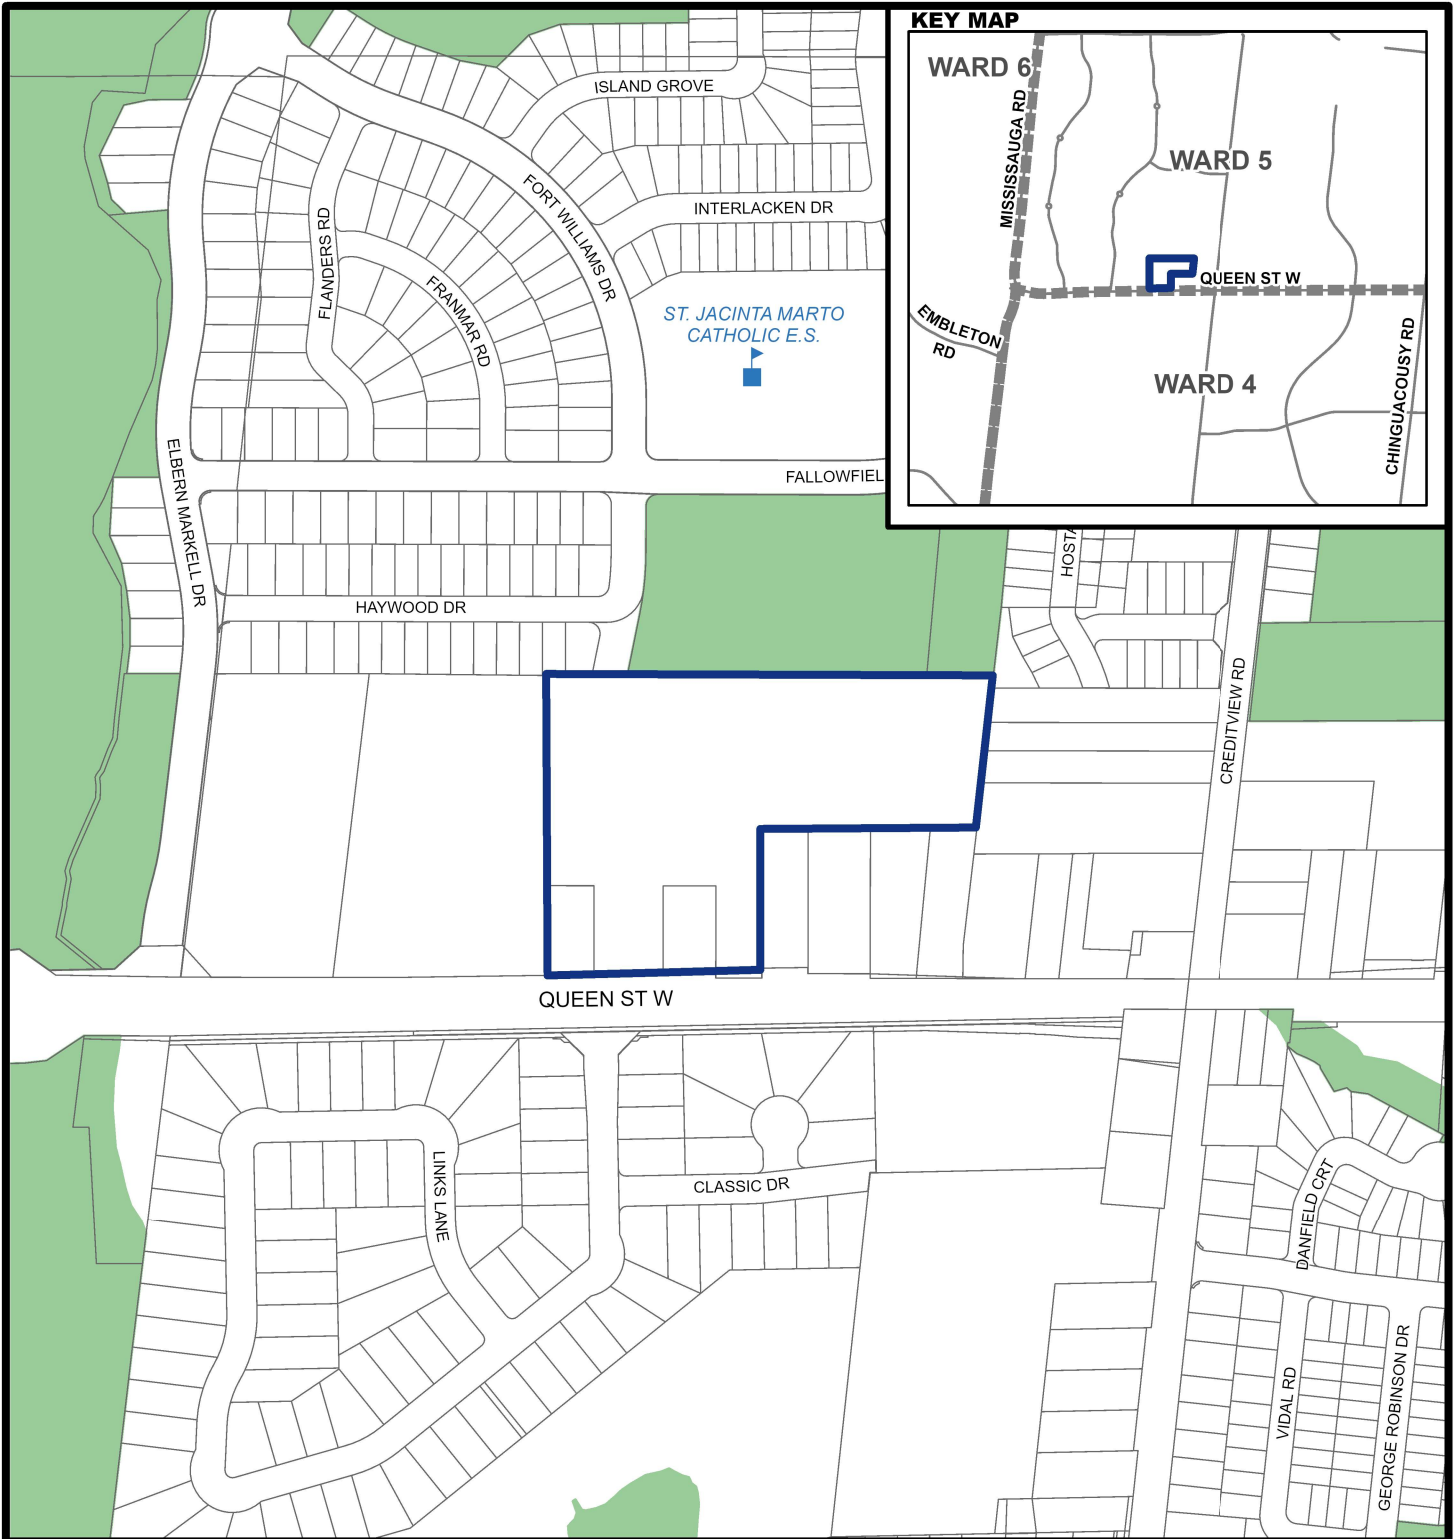 KEY MAP
WARD 6
MISSISSAUGA RD
WARD 5
QUEEN ST W
EMBLETON
RD
WARD 4
CHINGUACOUSY RD
ISLAND GROVE
FORT WILLIAMS DR
INTERLACKEN DR
FLANDERS RD
FRANMAR RD
ST. JACINTA MARTO
CATHOLIC E.S.
ELBERN MARKELL DR
FALLOWFIEL
HOSTA
HAYWOOD DR
CREDITVIEW RD
QUEEN ST W
LINKS LANE
CLASSIC DR
DANFIELD CRT
VIDAL RD
GEORGE ROBINSON DR